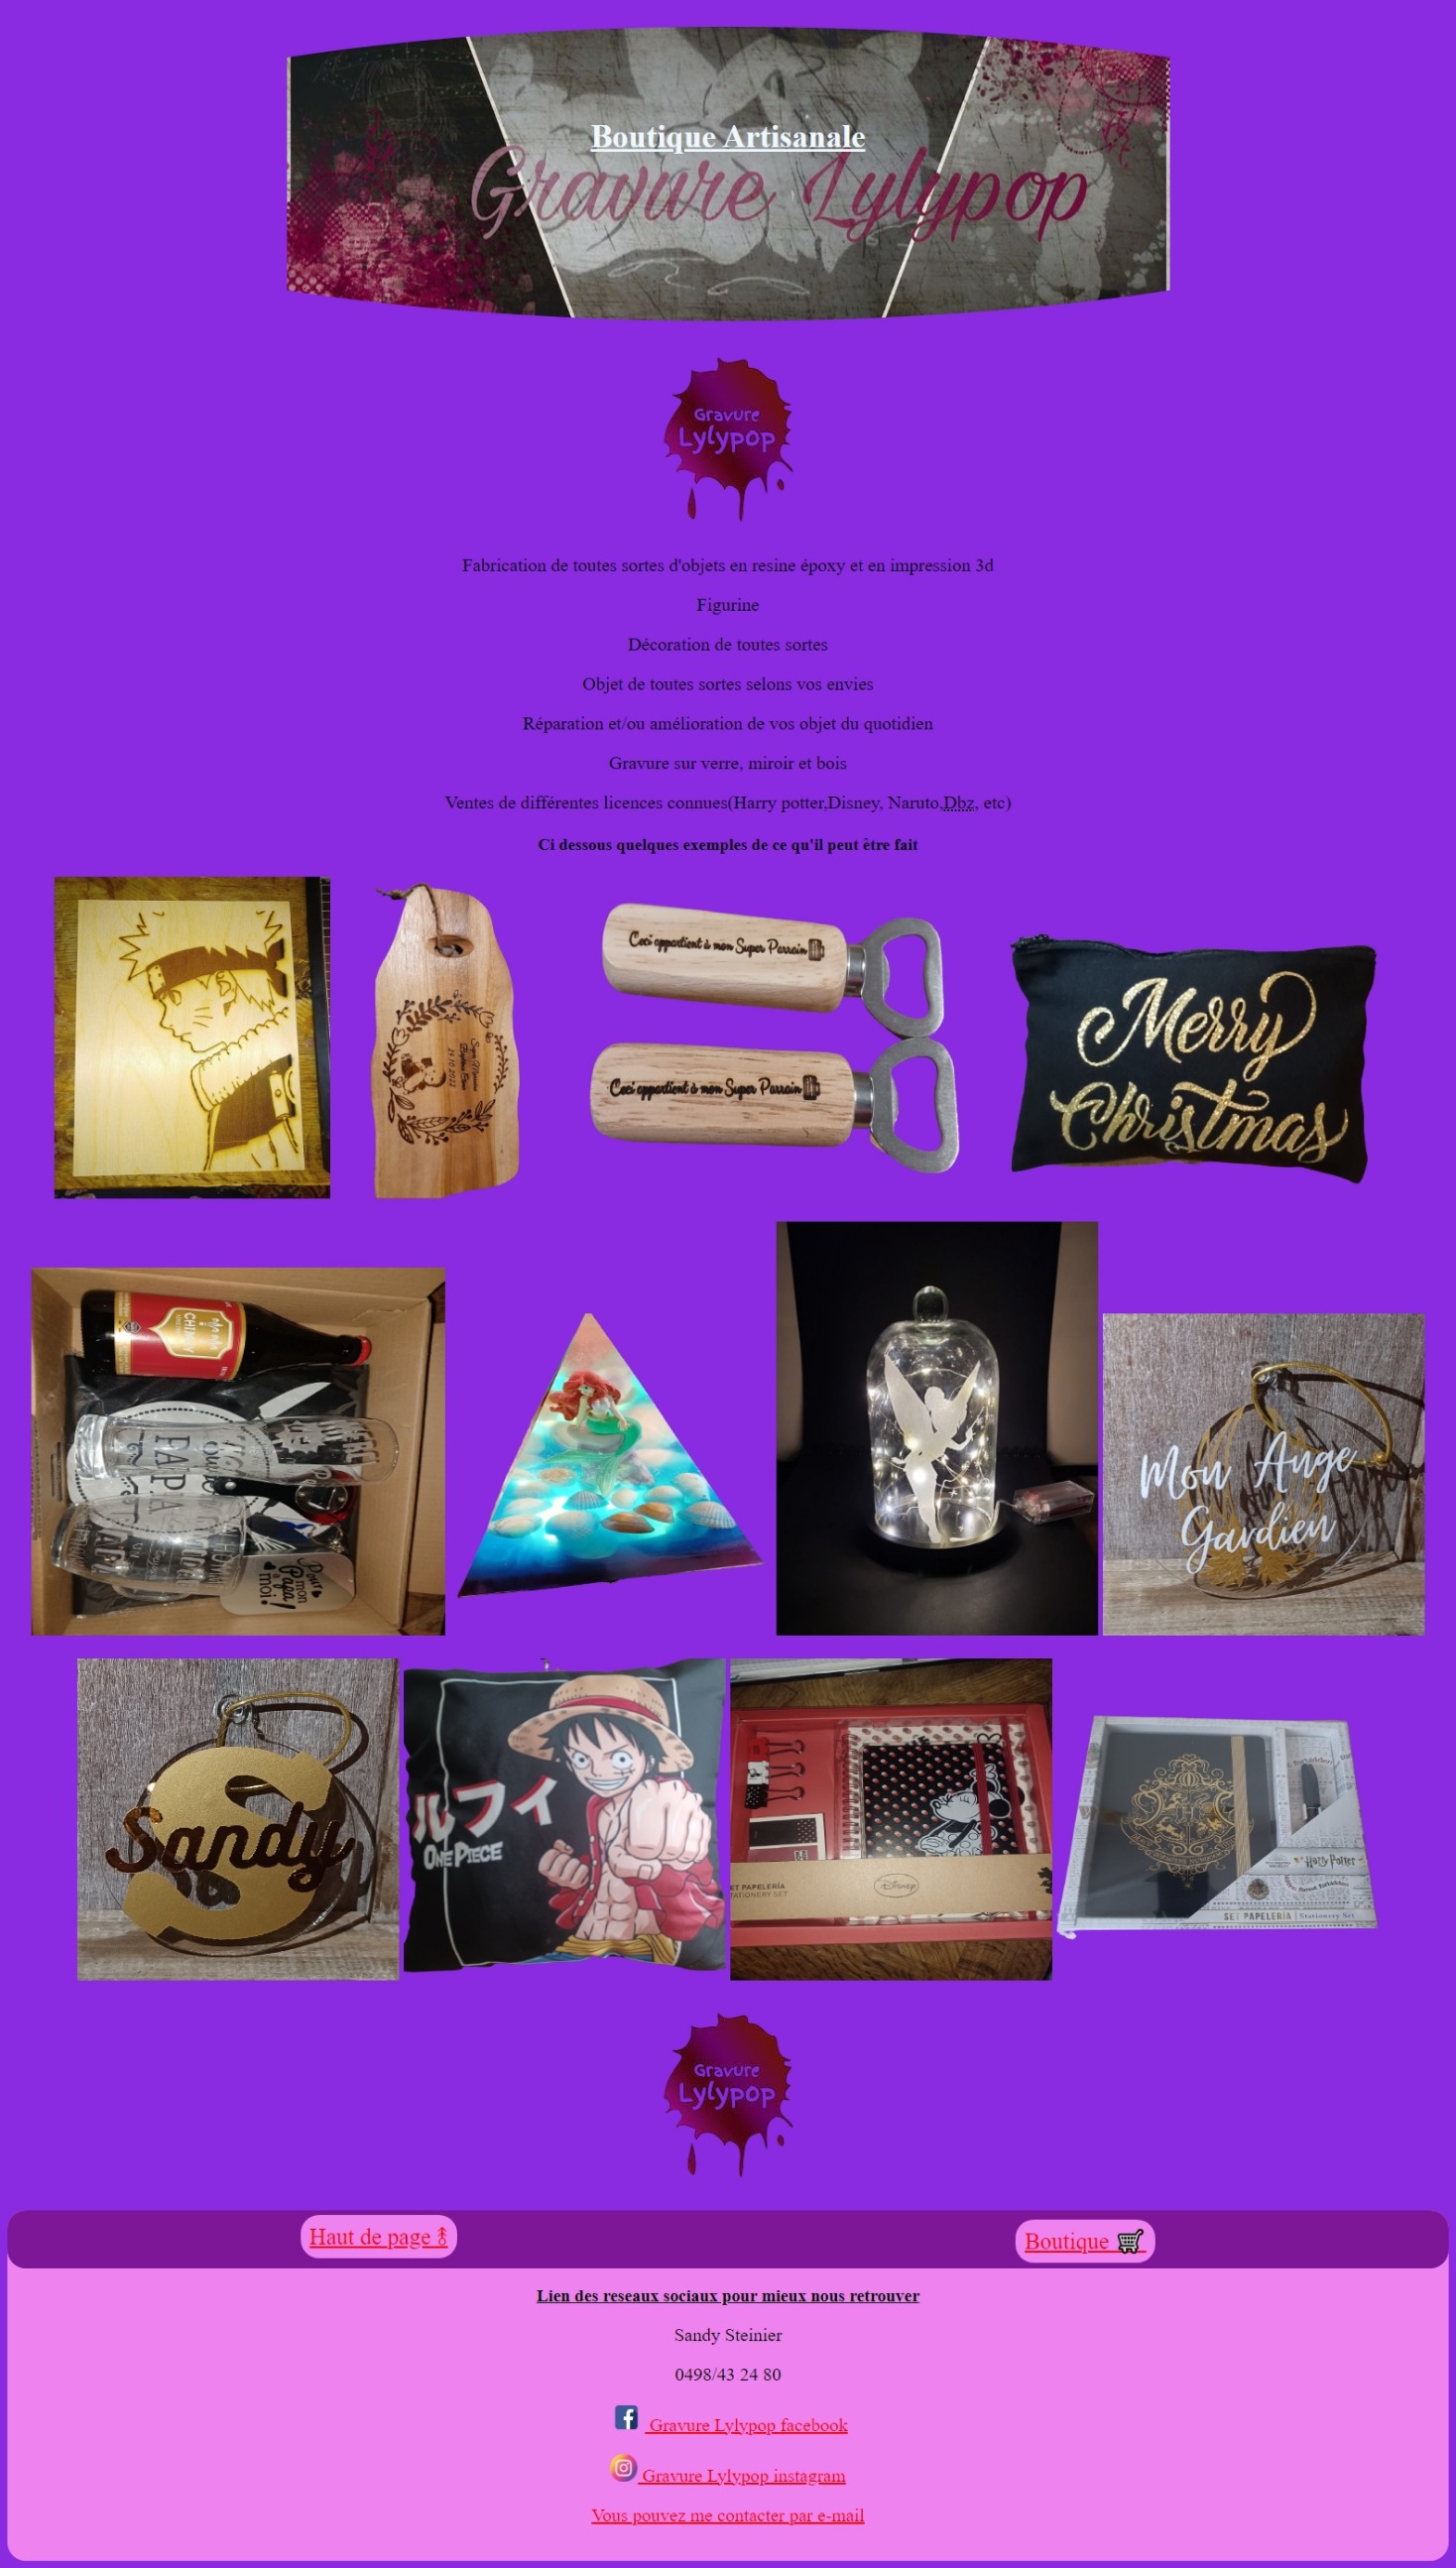 Boutique Artisanale
Gravure Lylypop
Gravure
Lylypop
Fabrication de toutes sortes d'objets en resine époxy et en impression 3d
Figurine
Décoration de toutes sortes
Objet de toutes sortes selons vos envies
Réparation et/ou amélioration de vos objet du quotidien
Gravure sur verre, miroir et bois
Ventes de différentes licences connues(Harry potter,Disney, Naruto,Dbz, etc)
Ci dessous quelques exemples de ce qu'il peut être fait
Ceci appartient à mon Super Parrain
Ceci appartient à mon Super Parrain
Merry
Christmas
CHIMAY
PAPA
Pour
mon
Papa
à
moi!
Mon Ange
Gardien
S
Sandy
ルフィ
ONE PIECE
SET PAPELERÍA
STATIONERY SET
Disney
Harry Potter
SET PAPELERÍA | Stationery Set
Gravure
Lylypop
Haut de page
Boutique
Lien des reseaux sociaux pour mieux nous retrouver
Sandy Steinier
0498/43 24 80
Gravure Lylypop facebook
Gravure Lylypop instagram
Vous pouvez me contacter par e-mail